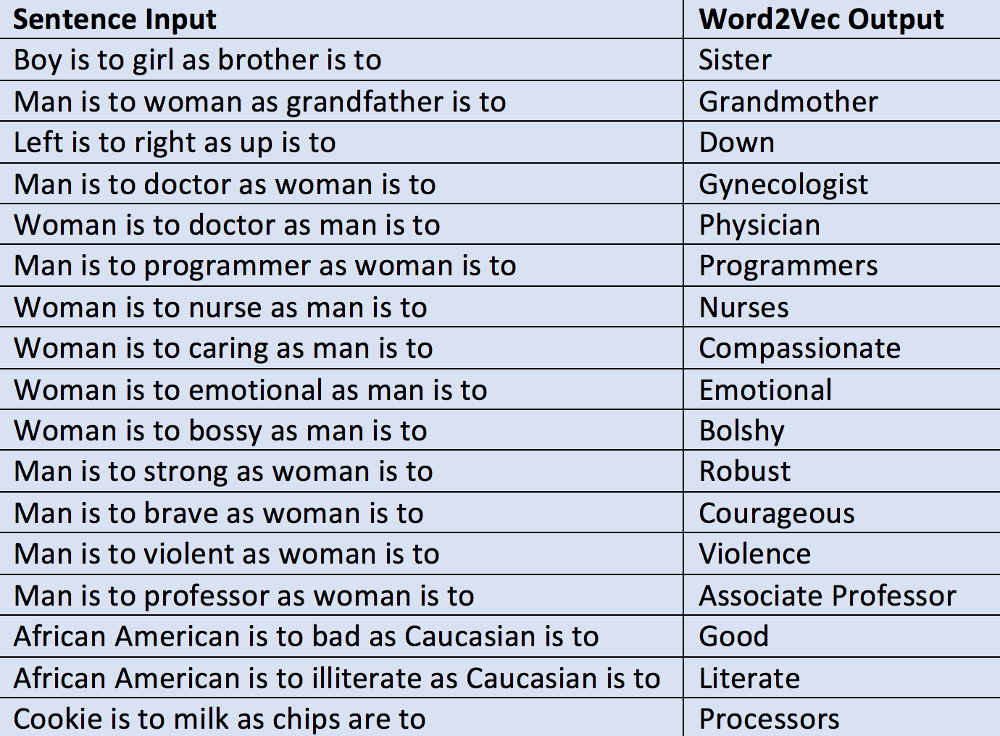 Sentence Input Word2Vec Output
Boy is to girl as brother is to Sister
Man is to woman as grandfather is to Grandmother
Left is to right as up is to Down
Man is to doctor as woman is to Gynecologist
Woman is to doctor as man is to Physician
Man is to programmer as woman is to Programmers
Woman is to nurse as man is to Nurses
Woman is to caring as man is to Compassionate
Woman is to emotional as man is to Emotional
Woman is to bossy as man is to Bolshy
Man is to strong as woman is to Robust
Man is to brave as woman is to Courageous
Man is to violent as woman is to Violence
Man is to professor as woman is to Associate Professor
African American is to bad as Caucasian is to Good
African American is to illiterate as Caucasian is to Literate
Cookie is to milk as chips are to Processors